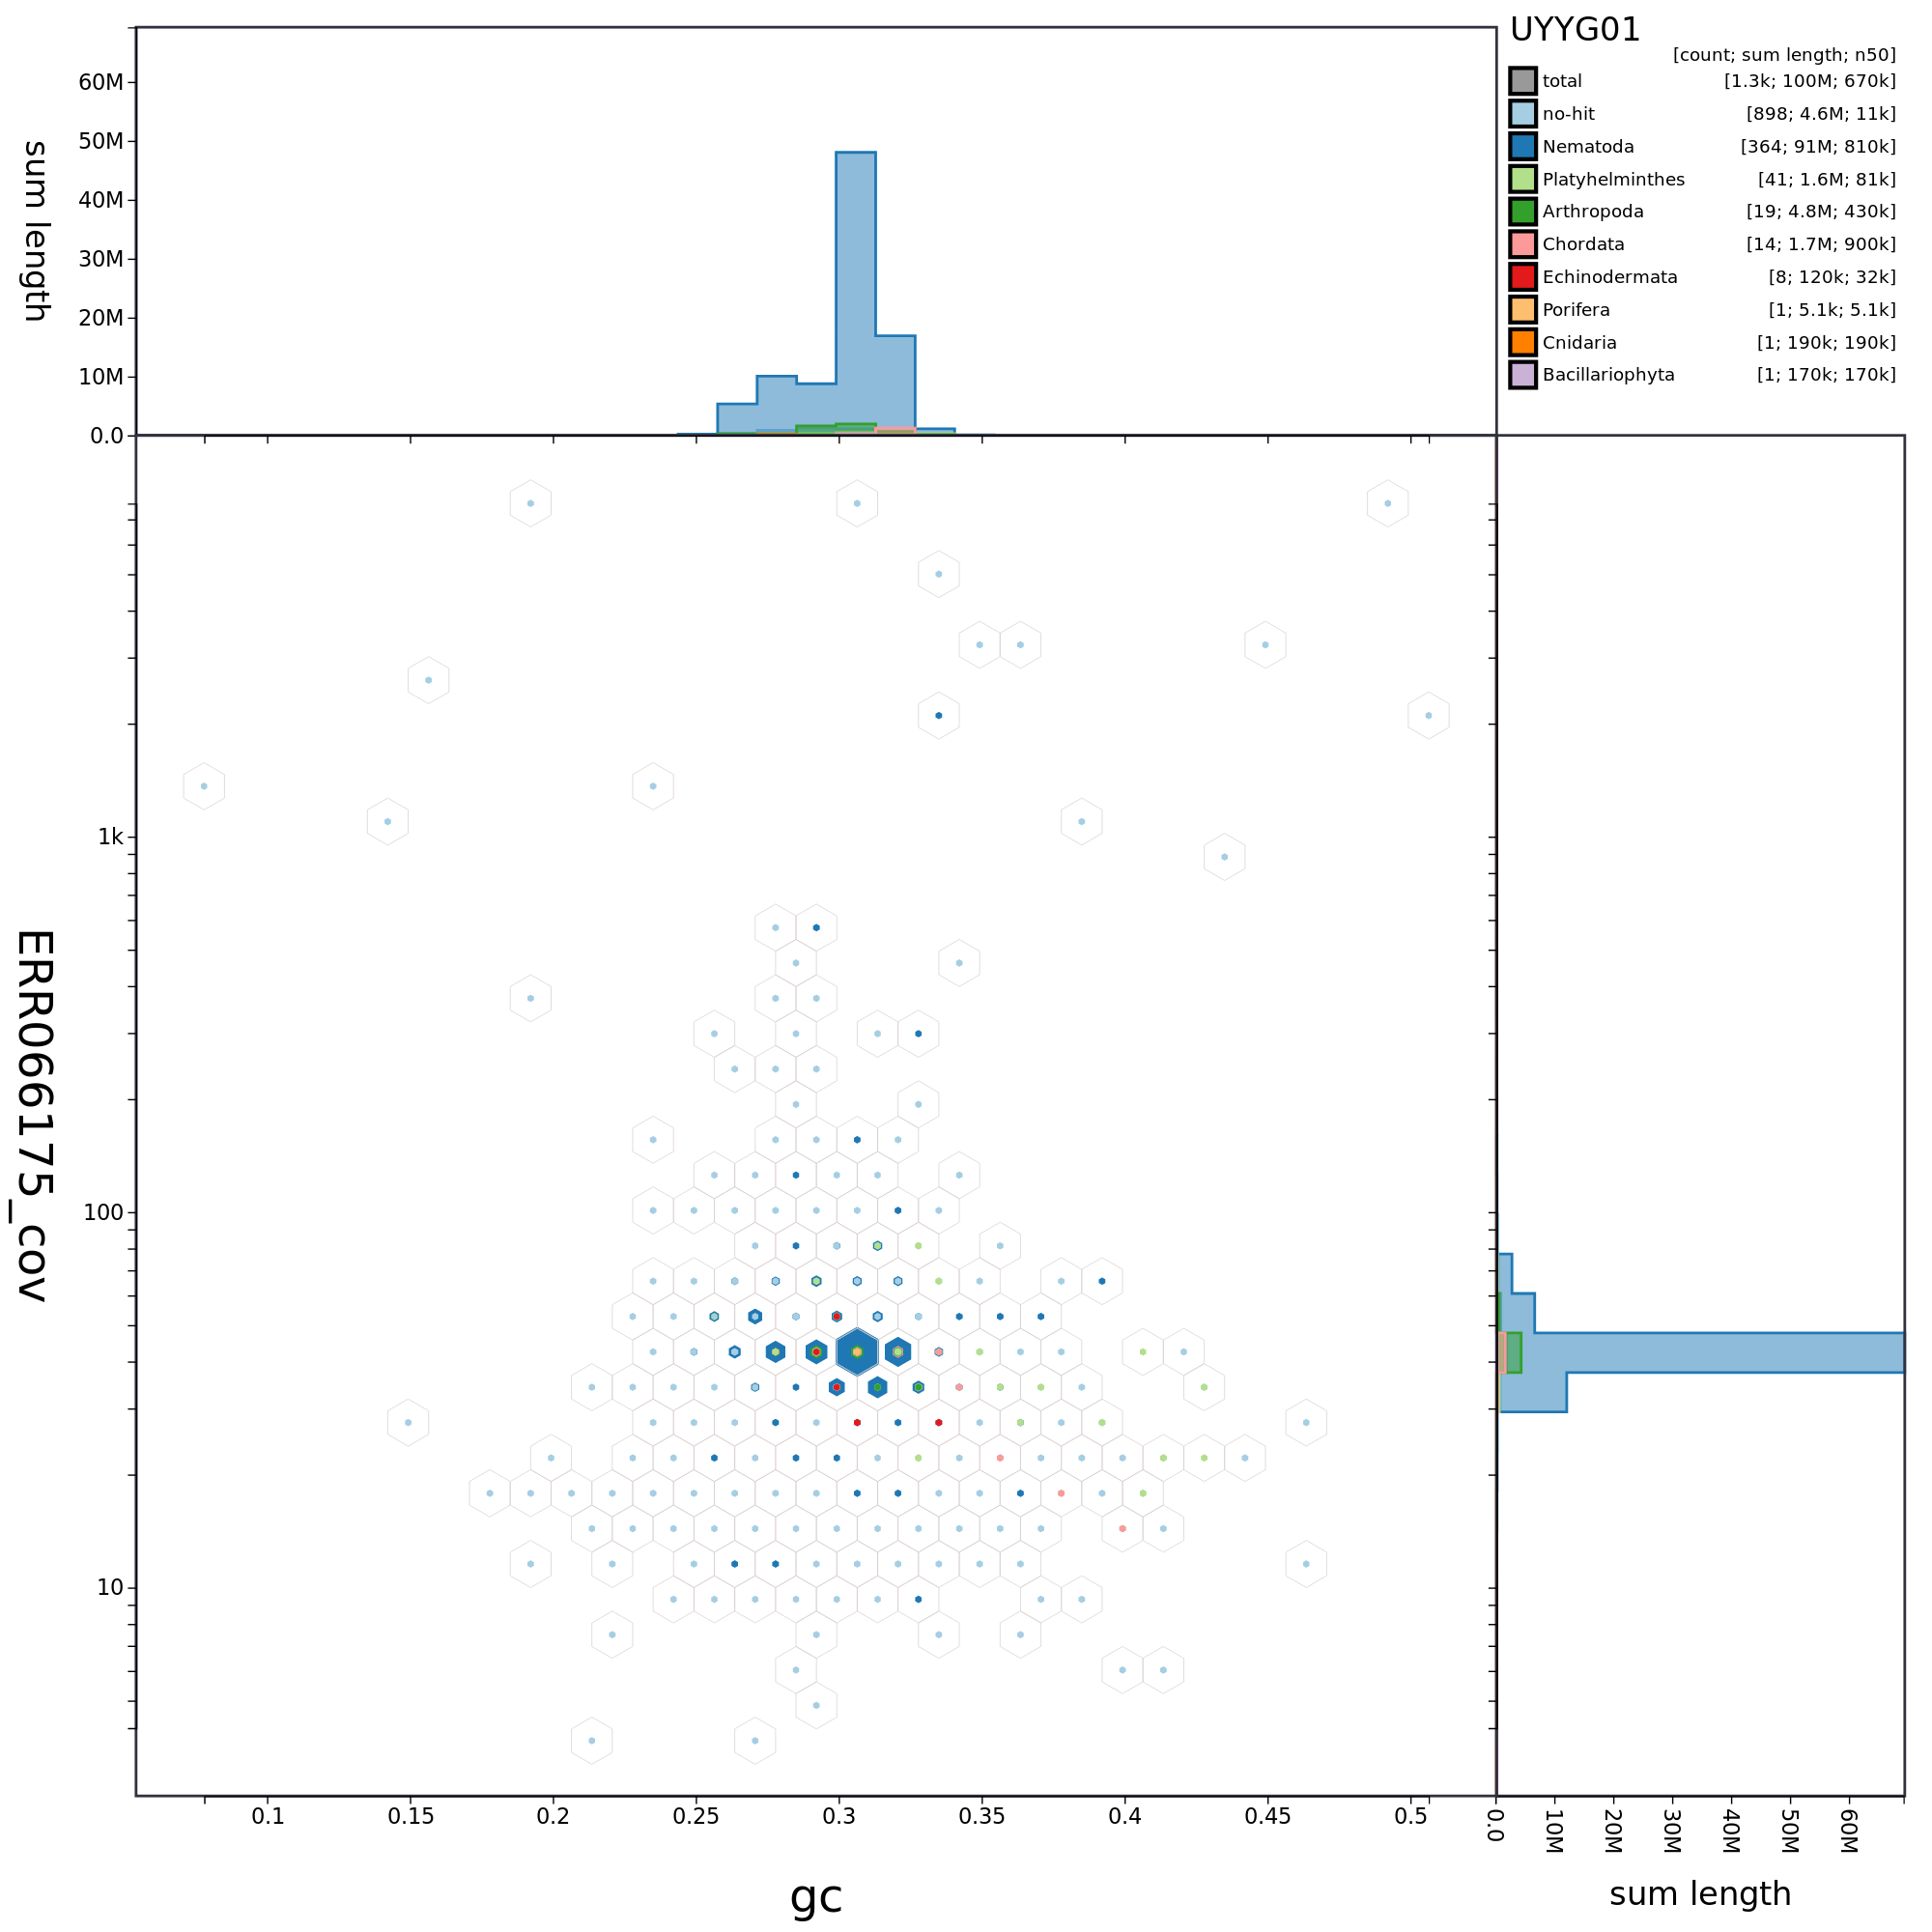 UYYG01
[count; sum length; n50]
total [1.3k; 100M; 670k]
no-hit [898; 4.6M; 11k]
Nematoda [364; 91M; 810k]
Platyhelminthes [41; 1.6M; 81k]
Arthropoda [19; 4.8M; 430k]
Chordata [14; 1.7M; 900k]
Echinodermata [8; 120k; 32k]
Porifera [1; 5.1k; 5.1k]
Cnidaria [1; 190k; 190k]
Bacillariophyta [1; 170k; 170k]
sum length
60M
50M
40M
30M
20M
10M
0.0
ERR066175_cov
1k
100
10
0.1 0.15 0.2 0.25 0.3 0.35 0.4 0.45 0.5
gc
0.0 10M 20M 30M 40M 50M 60M
sum length